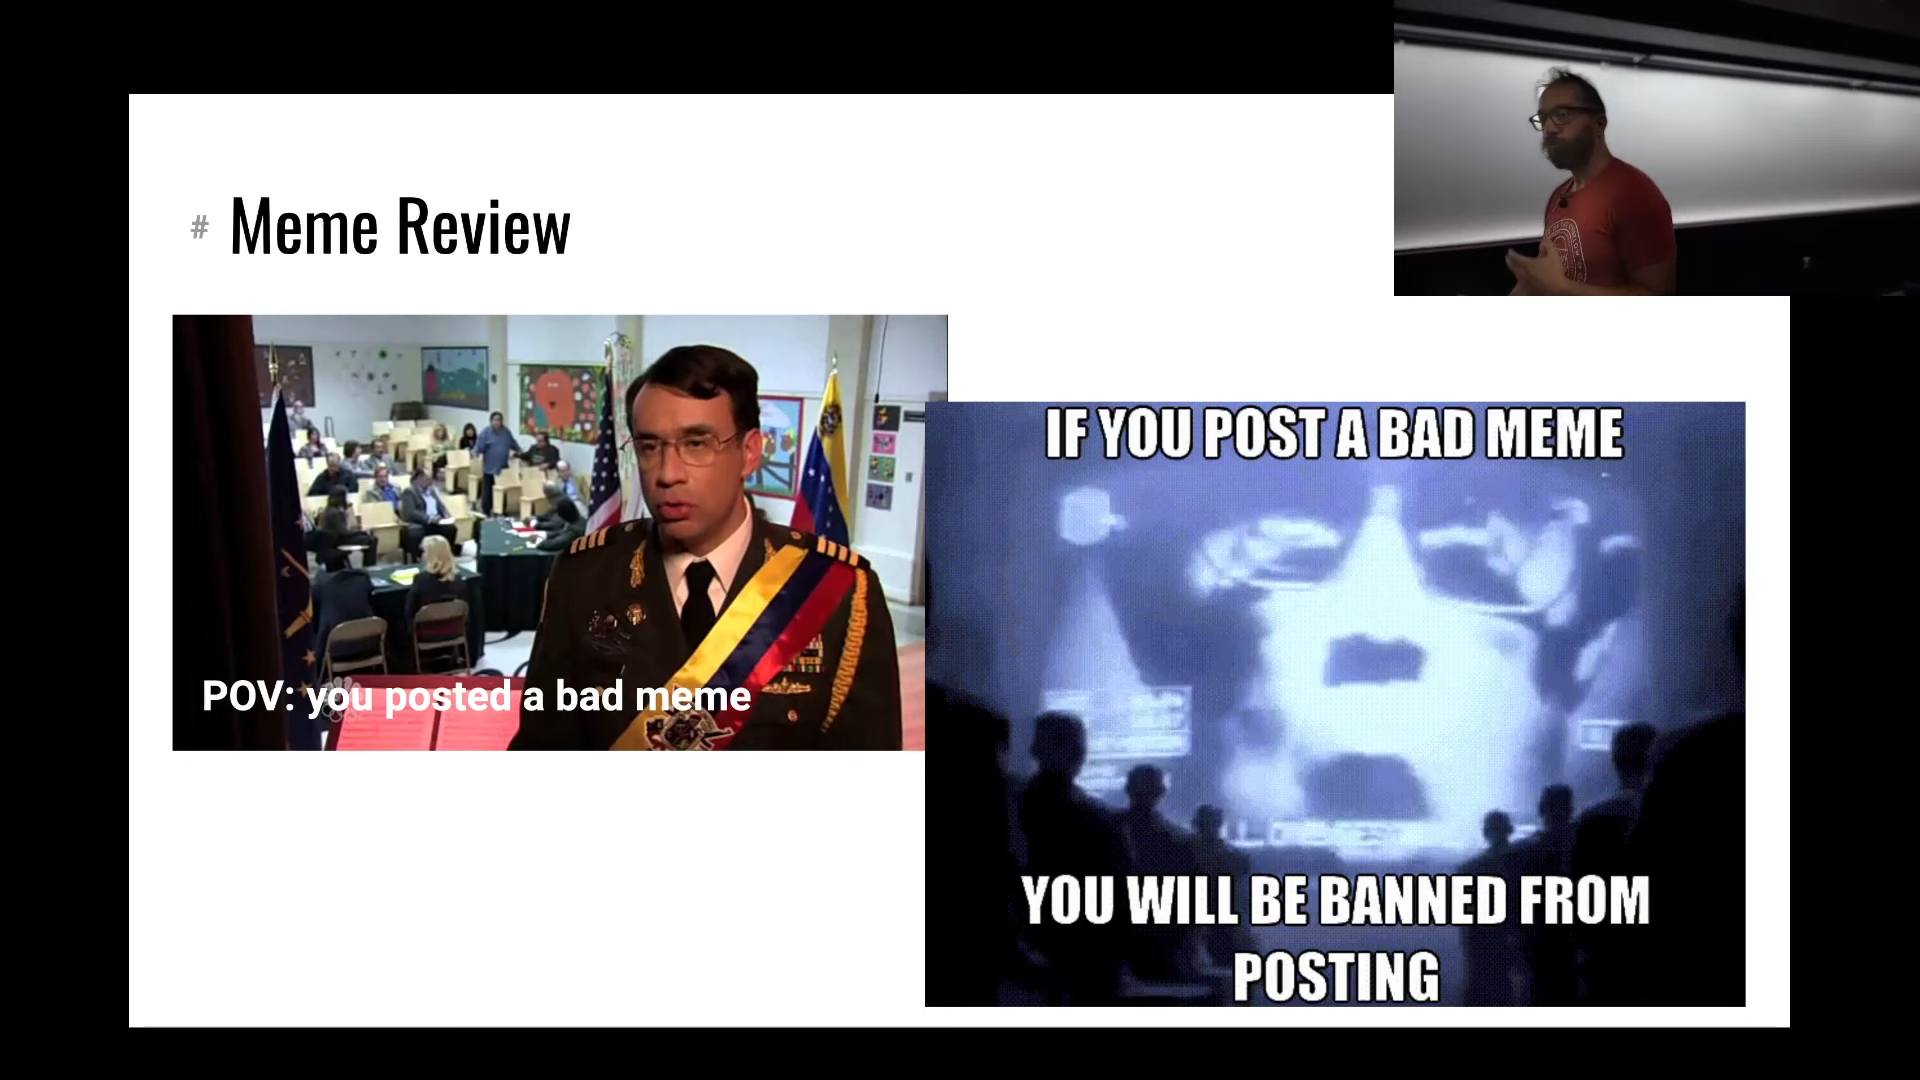 # Meme Review
POV: you posted a bad meme
IF YOU POST A BAD MEME
YOU WILL BE BANNED FROM
POSTING